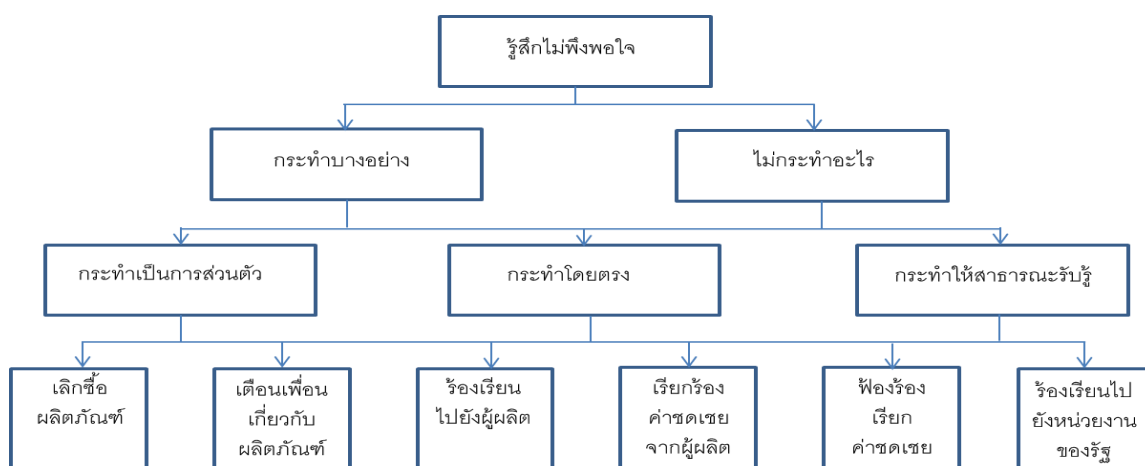 รู้สึกไม่พึงพอใจ
กระทำบางอย่าง
ไม่กระทำอะไร
กระทำเป็นการส่วนตัว
กระทำโดยตรง
กระทำให้สาธารณะรับรู้
เลิกซื้อ
ผลิตภัณฑ์
เตือนเพื่อน
เกี่ยวกับ
ผลิตภัณฑ์
ร้องเรียน
ไปยังผู้ผลิต
เรียกร้อง
ค่าชดเชย
จากผู้ผลิต
ฟ้องร้อง
เรียก
ค่าชดเชย
ร้องเรียนไป
ยังหน่วยงาน
ของรัฐ